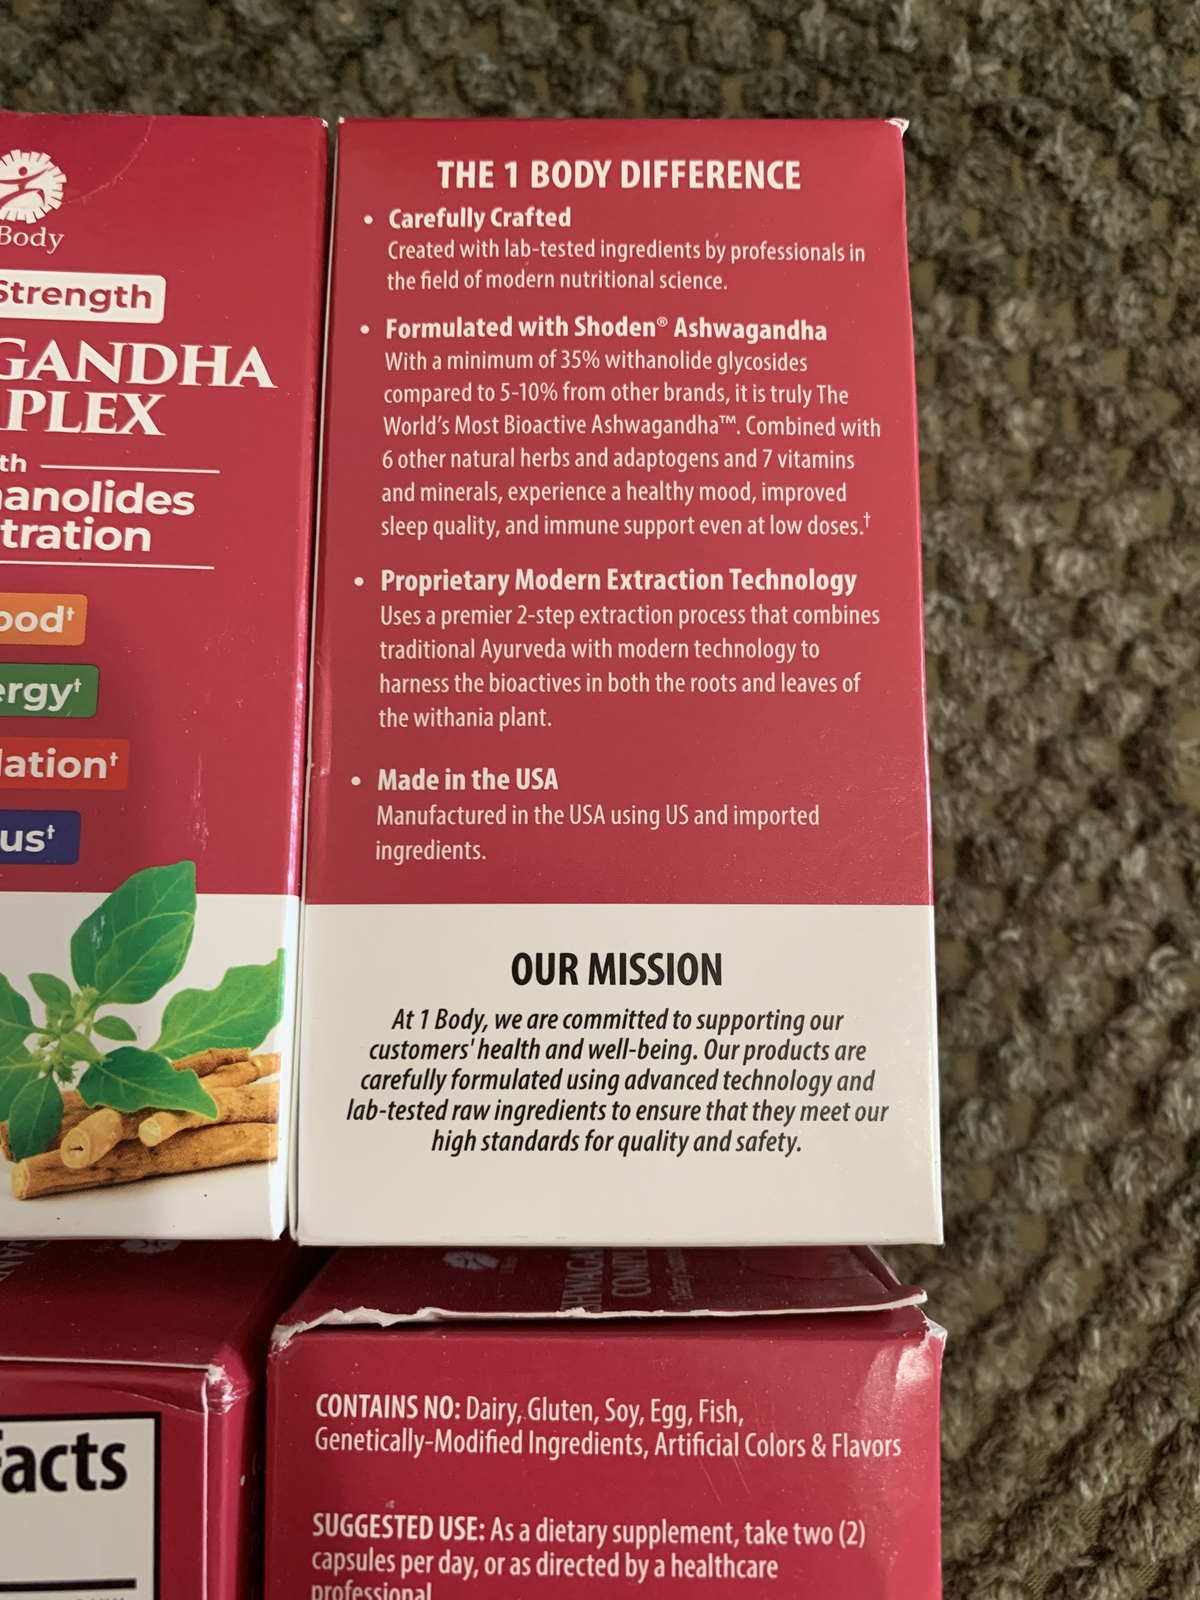 Body
Strength
GANDHA
PLEX
th
anolides
tration
ood†
ergy†
lation†
us†
THE 1 BODY DIFFERENCE
• Carefully Crafted
Created with lab-tested ingredients by professionals in
the field of modern nutritional science.
• Formulated with Shoden® Ashwagandha
With a minimum of 35% withanolide glycosides
compared to 5-10% from other brands, it is truly The
World's Most Bioactive Ashwagandha™. Combined with
6 other natural herbs and adaptogens and 7 vitamins
and minerals, experience a healthy mood, improved
sleep quality, and immune support even at low doses.†
• Proprietary Modern Extraction Technology
Uses a premier 2-step extraction process that combines
traditional Ayurveda with modern technology to
harness the bioactives in both the roots and leaves of
the withania plant.
• Made in the USA
Manufactured in the USA using US and imported
ingredients.
OUR MISSION
At 1 Body, we are committed to supporting our
customers' health and well-being. Our products are
carefully formulated using advanced technology and
lab-tested raw ingredients to ensure that they meet our
high standards for quality and safety.
HWAGAN
COMPL
Facts
CONTAINS NO: Dairy, Gluten, Soy, Egg, Fish,
Genetically-Modified Ingredients, Artificial Colors & Flavors
SUGGESTED USE: As a dietary supplement, take two (2)
capsules per day, or as directed by a healthcare
professional